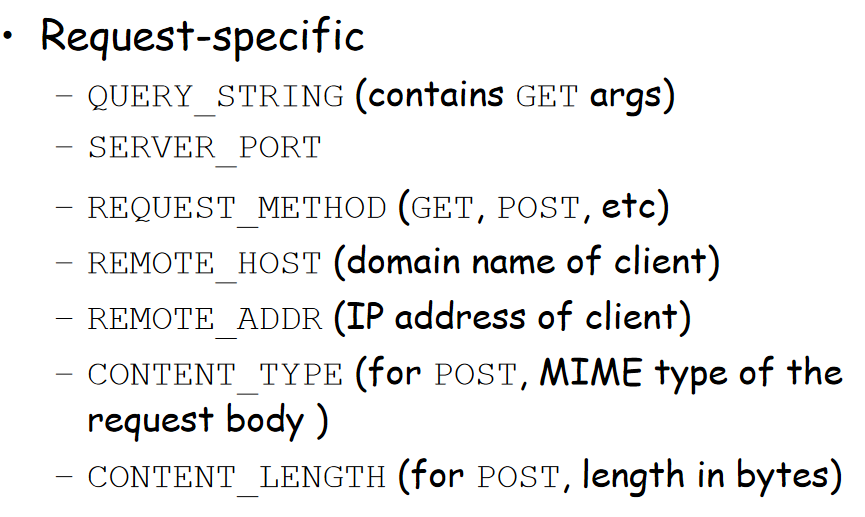 • Request-specific
– QUERY_STRING (contains GET args)
– SERVER_PORT
– REQUEST_METHOD (GET, POST, etc)
– REMOTE_HOST (domain name of client)
– REMOTE_ADDR (IP address of client)
– CONTENT_TYPE (for POST, MIME type of the
request body )
– CONTENT_LENGTH (for POST, length in bytes)